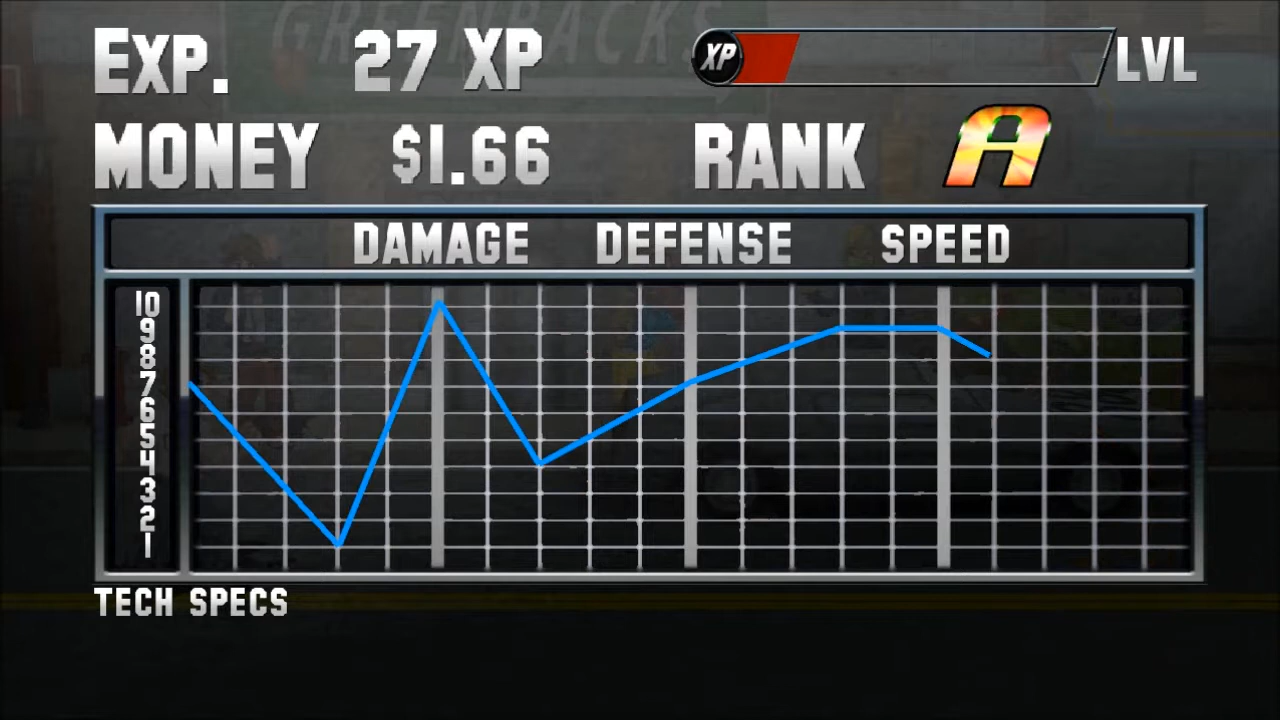 GREENBACKS
EXP. 27 XP XP LVL
MONEY $1.66 RANK A
DAMAGE DEFENSE SPEED
10
9
8
7
6
5
4
3
2
1
TECH SPECS